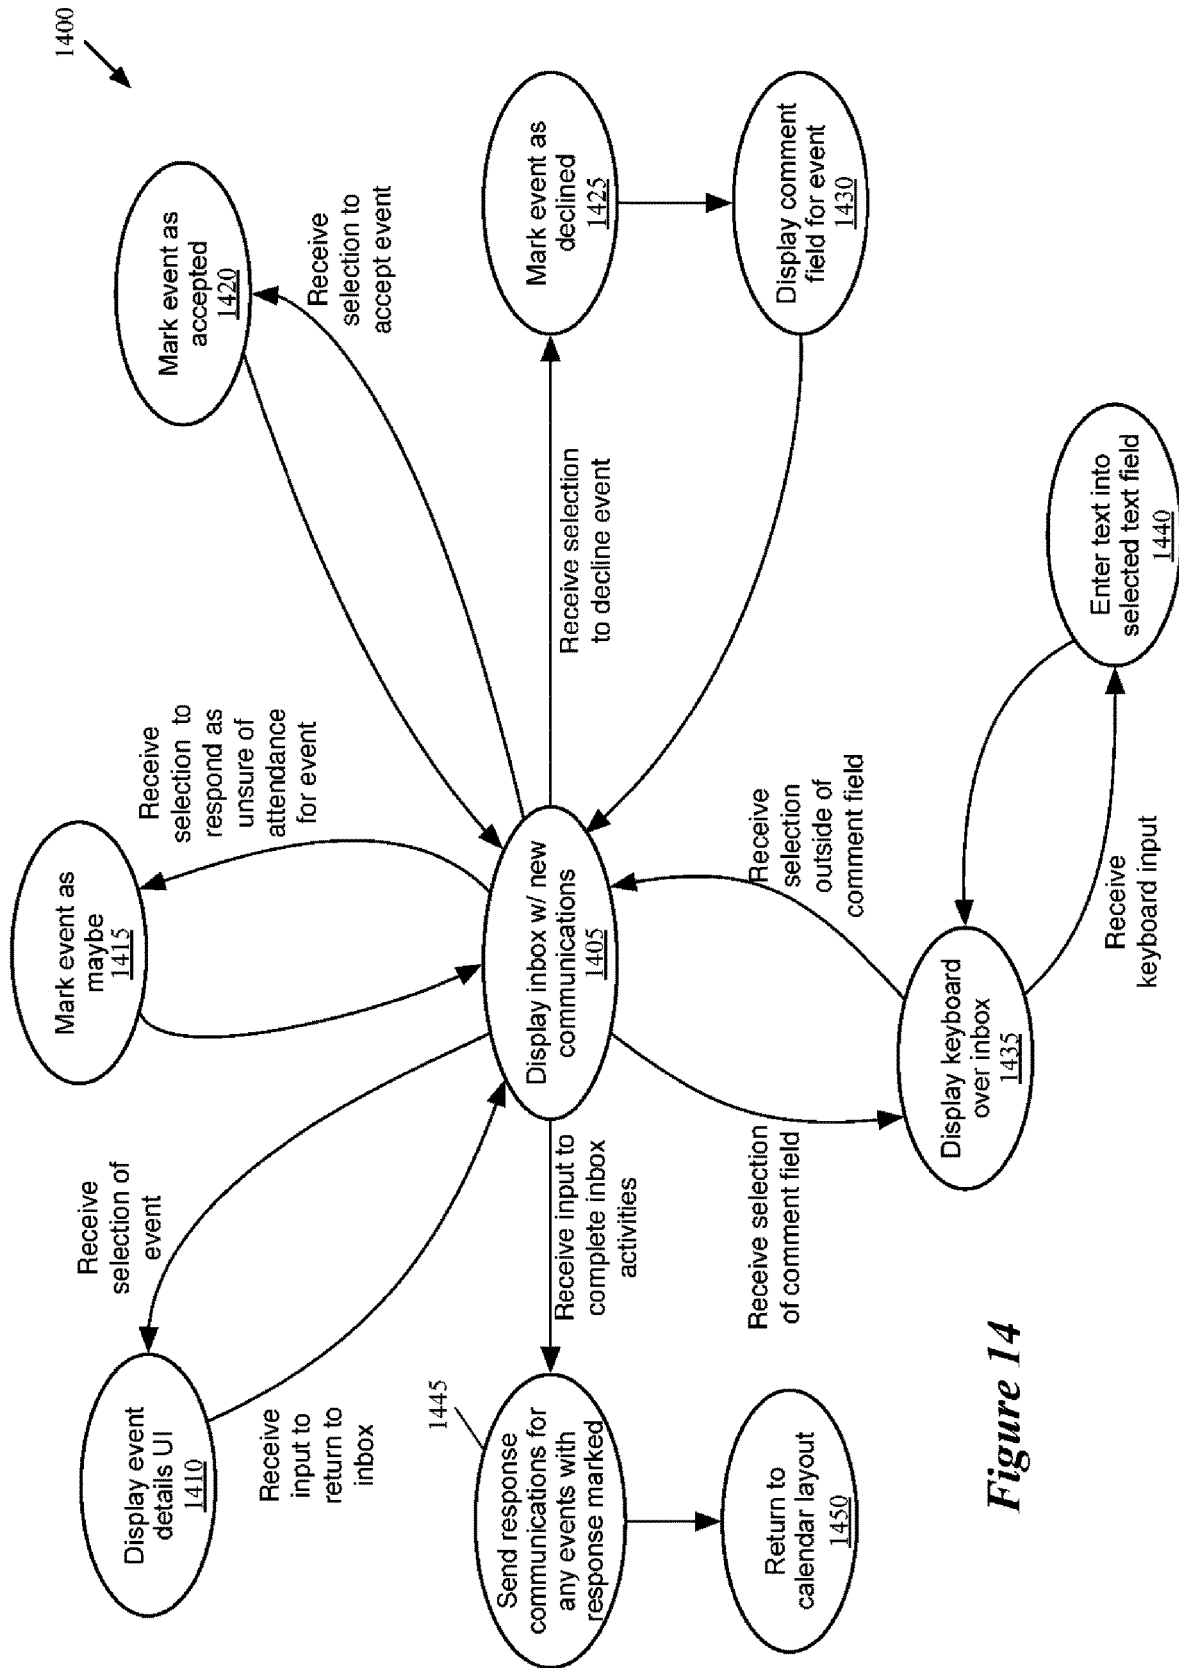 1400
Mark event as
accepted
1420
Receive
selection to
accept event
Mark event as
declined
1425
Display comment
field for event
1430
Receive selection
to decline event
Mark event as
maybe
1415
Receive
selection to
respond as
unsure of
attendance
for event
Enter text into
selected text field
1440
Receive
keyboard input
Display inbox w/ new
communications
1405
Receive
selection
outside of
comment field
Display keyboard
over inbox
1435
Receive selection
of comment field
Display event
details UI
1410
Receive
selection of
event
Receive
input to
return to
inbox
Receive input to
complete inbox
activities
1445
Send response
communications for
any events with
response marked
Return to
calendar layout
1450
Figure 14